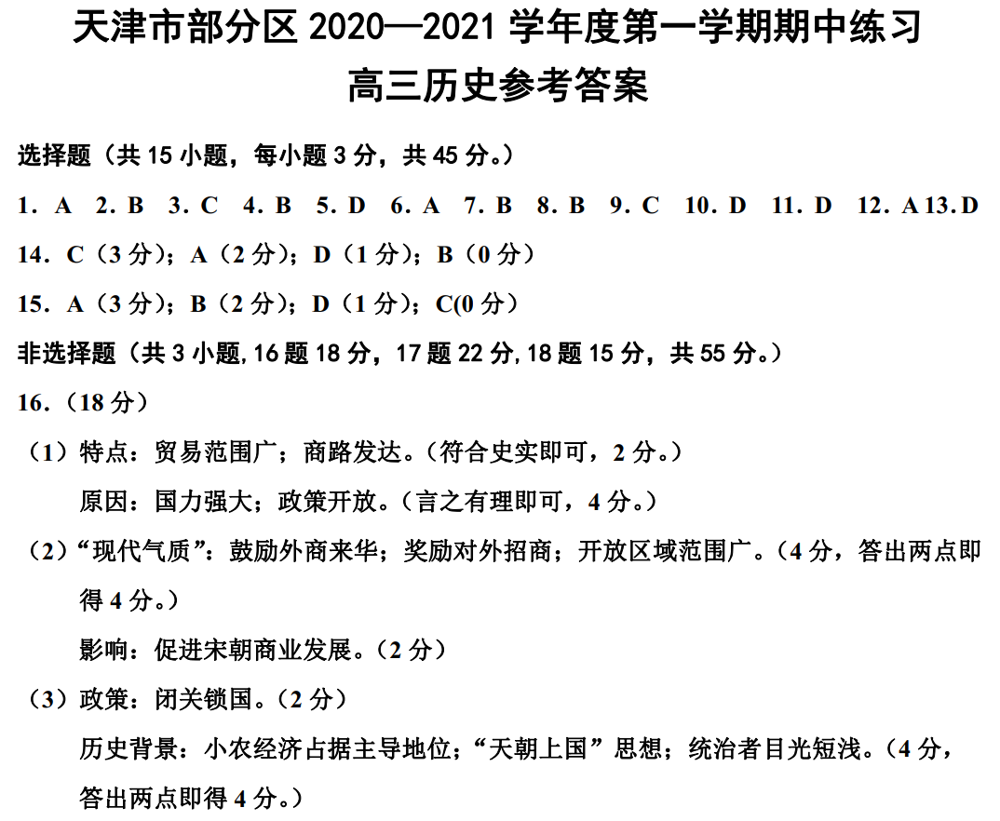 天津市部分区 2020—2021 学年度第一学期期中练习
高三历史参考答案
选择题（共 15 小题，每小题 3 分，共 45 分。）
1．A 2．B 3．C 4．B 5．D 6．A 7．B 8．B 9．C 10．D 11．D 12．A 13．D
14．C（3 分）；A（2 分）；D（1 分）；B（0 分）
15．A（3 分）；B（2 分）；D（1 分）；C(0 分）
非选择题（共 3 小题,16 题 18 分，17 题 22 分,18 题 15 分，共 55 分。）
16．（18 分）
（1）特点：贸易范围广；商路发达。（符合史实即可，2 分。）
原因：国力强大；政策开放。（言之有理即可，4 分。）
（2）“现代气质”：鼓励外商来华；奖励对外招商；开放区域范围广。（4 分，答出两点即
得 4 分。）
影响：促进宋朝商业发展。（2 分）
（3）政策：闭关锁国。（2 分）
历史背景：小农经济占据主导地位；“天朝上国”思想；统治者目光短浅。（4 分，
答出两点即得 4 分。）